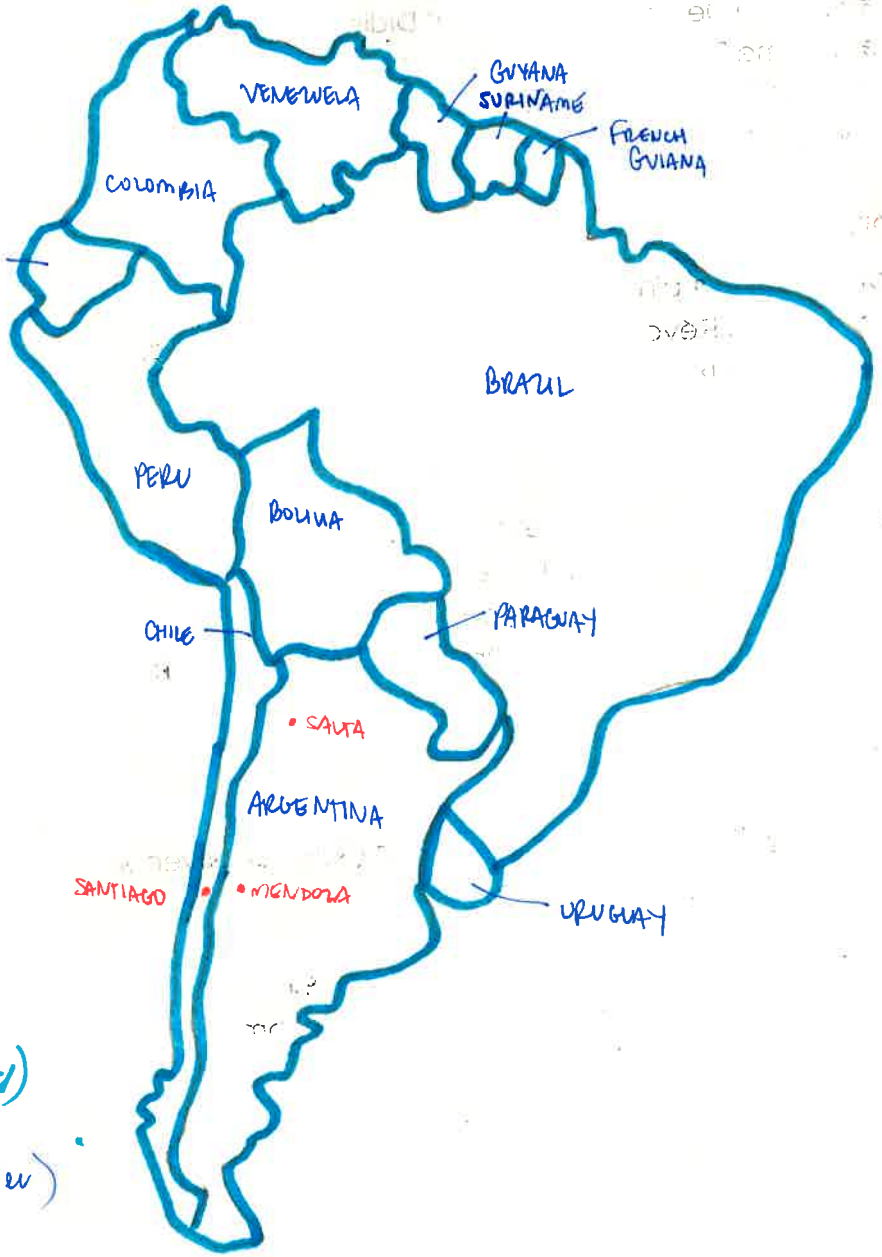 VENEZUELA
GUYANA
SURINAME
FRENCH
GUIANA
COLOMBIA
BRAZIL
PERU
BOLIVIA
PARAGUAY
CHILE
• SALTA
ARGENTINA
SANTIAGO •
• MENDOZA
URUGUAY